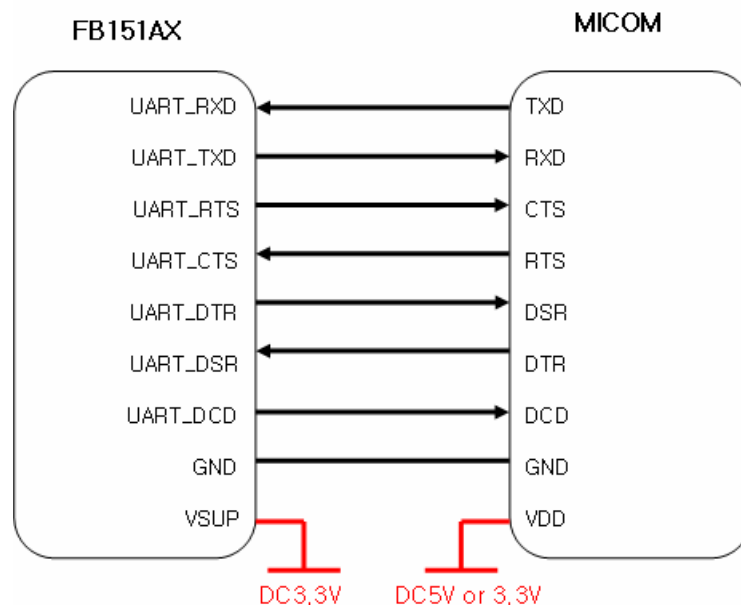 FB151AX MICOM
UART_RXD TXD
UART_TXD RXD
UART_RTS CTS
UART_CTS RTS
UART_DTR DSR
UART_DSR DTR
UART_DCD DCD
GND GND
VSUP VDD
DC3,3V DC5V or 3,3V